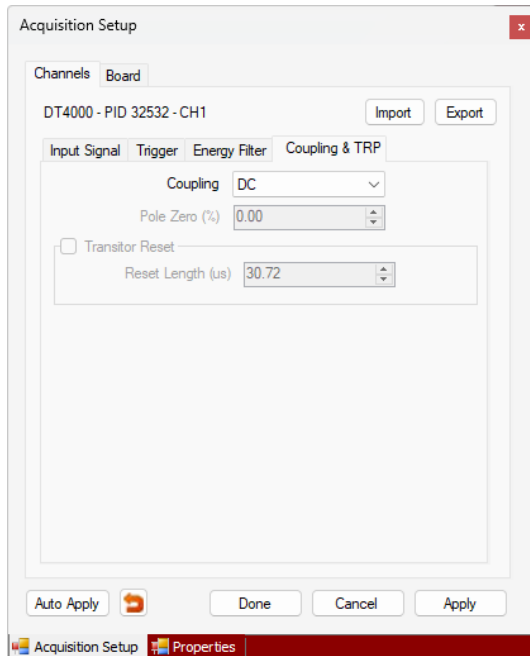 Acquisition Setup x
Channels Board
DT4000 - PID 32532 - CH1 Import Export
Input Signal Trigger Energy Filter Coupling & TRP
Coupling DC
Pole Zero (%) 0.00
Transitor Reset
Reset Length (us) 30.72
Auto Apply Done Cancel Apply
Acquisition Setup Properties